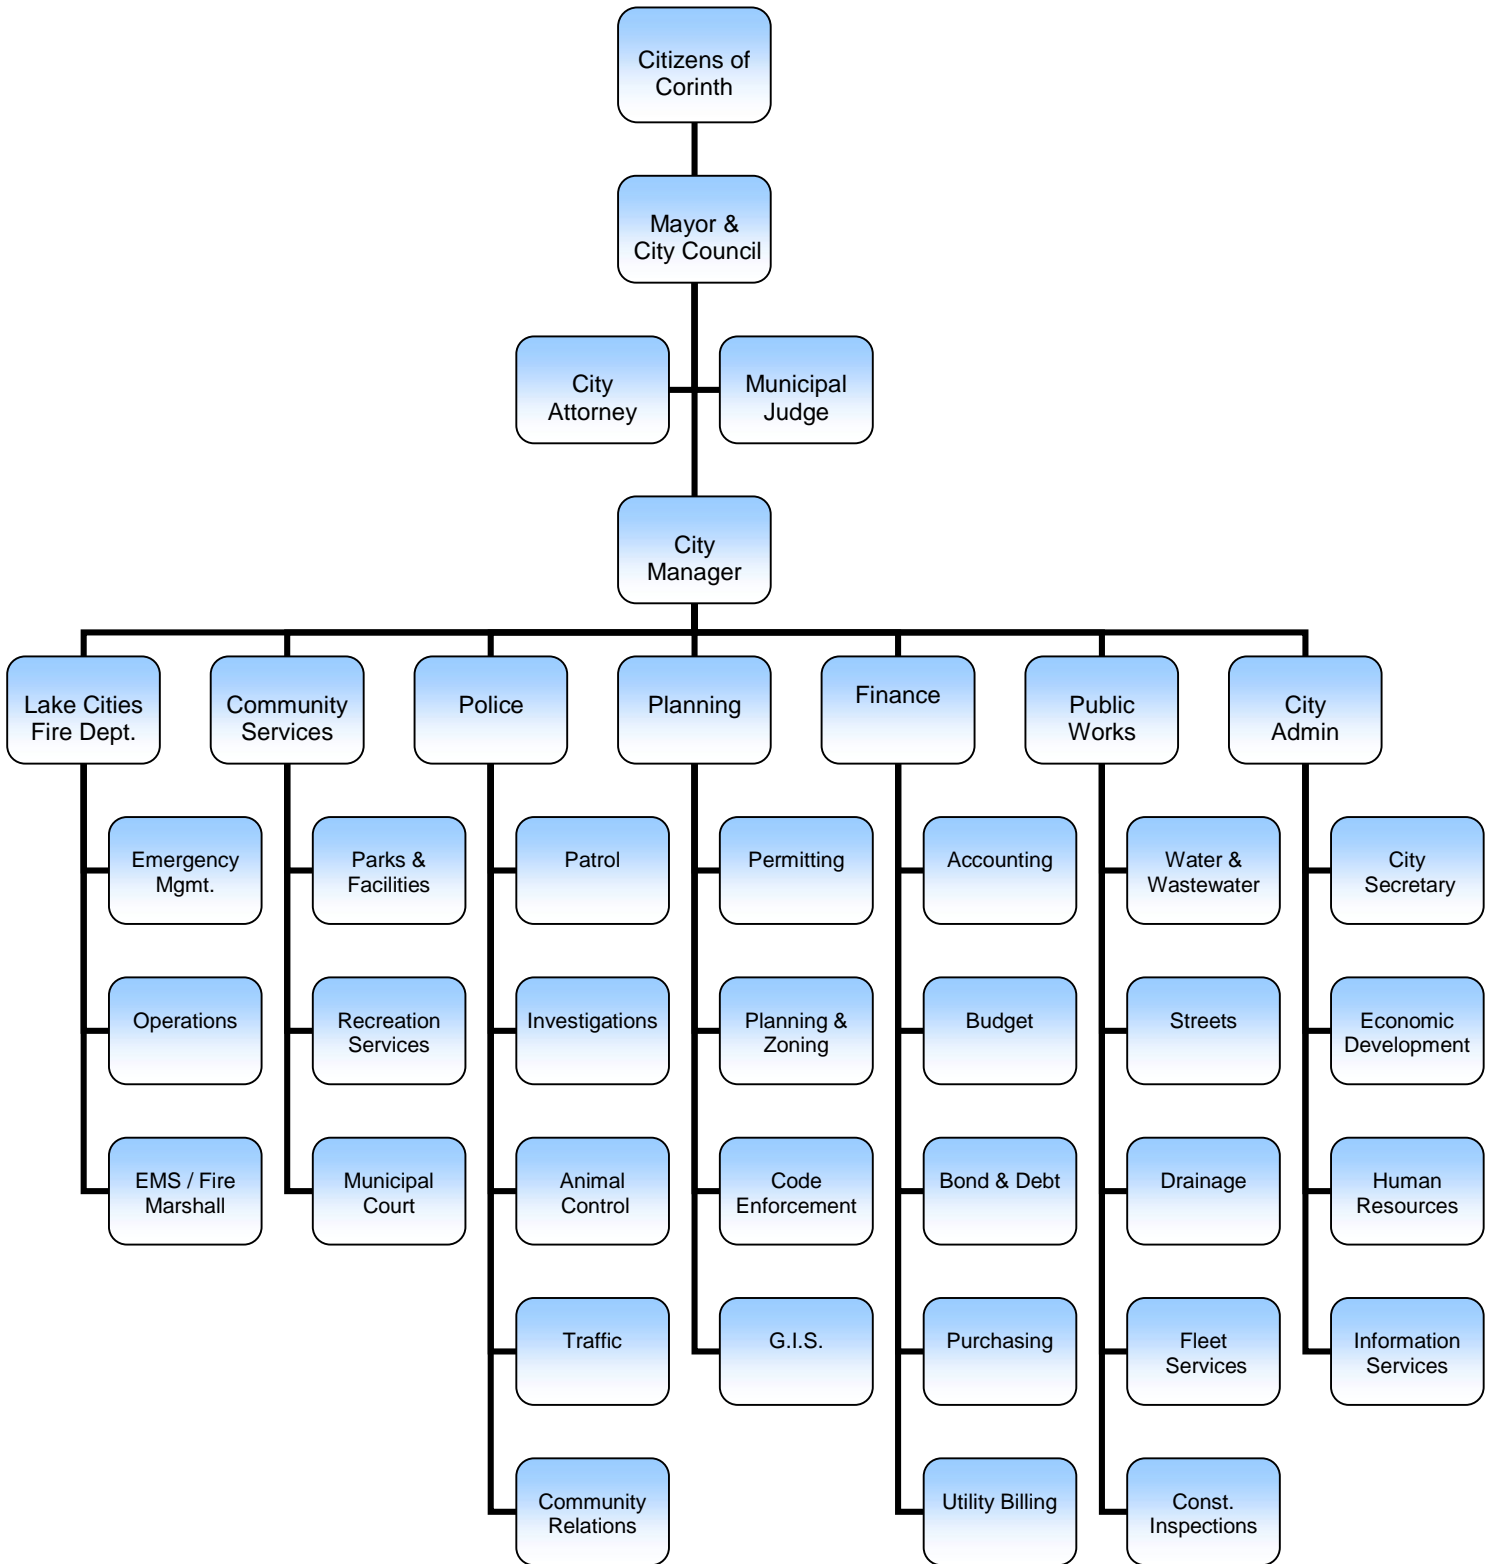 Citizens of
Corinth
Mayor &
City Council
City
Attorney
Municipal
Judge
City
Manager
Lake Cities
Fire Dept.
Community
Services
Police
Planning
Finance
Public
Works
City
Admin
Emergency
Mgmt.
Parks &
Facilities
Patrol
Permitting
Accounting
Water &
Wastewater
City
Secretary
Operations
Recreation
Services
Investigations
Planning &
Zoning
Budget
Streets
Economic
Development
EMS / Fire
Marshall
Municipal
Court
Animal
Control
Code
Enforcement
Bond & Debt
Drainage
Human
Resources
Traffic
G.I.S.
Purchasing
Fleet
Services
Information
Services
Community
Relations
Utility Billing
Const.
Inspections